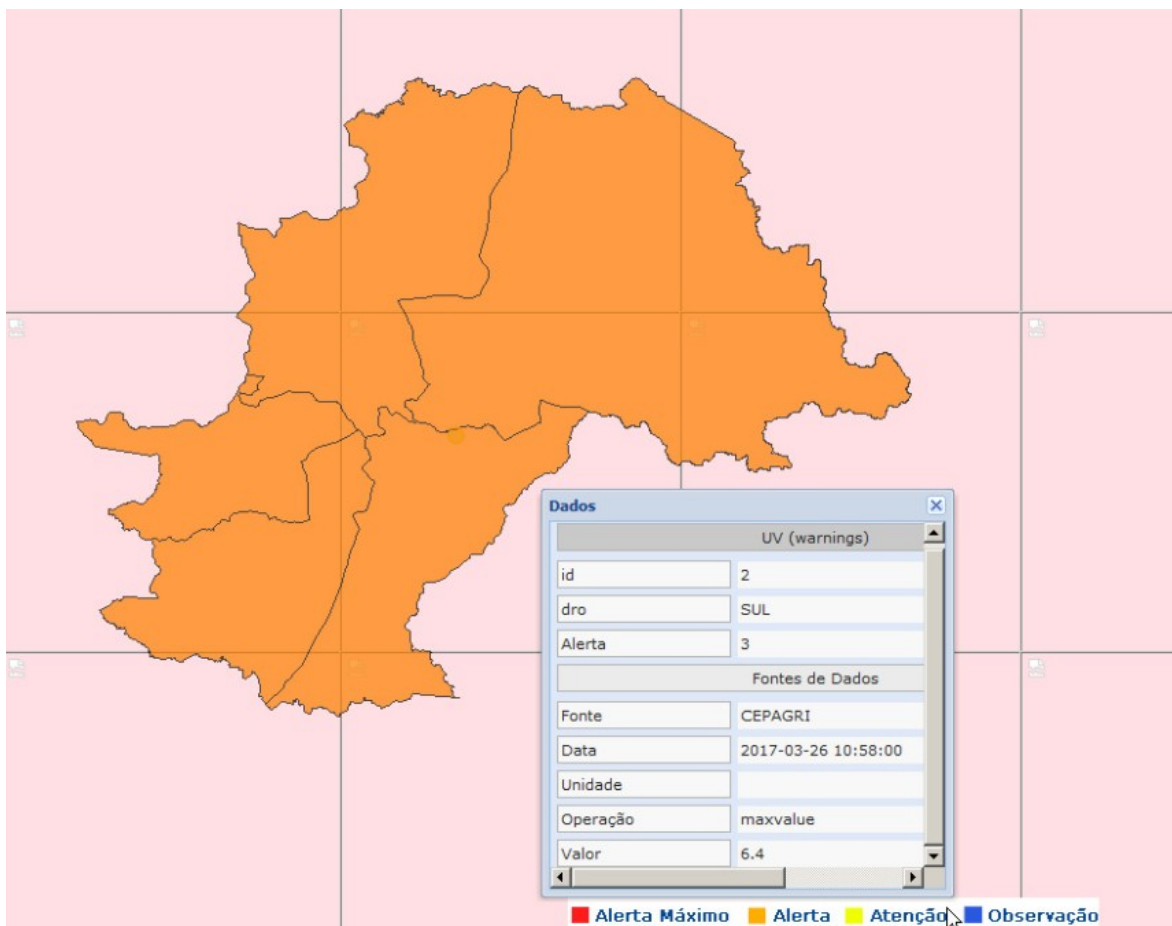 Dados
UV (warnings)
id 2
dro SUL
Alerta 3
Fontes de Dados
Fonte CEPAGRI
Data 2017-03-26 10:58:00
Unidade
Operação maxvalue
Valor 6.4
Alerta Máximo Alerta Atenção Observação